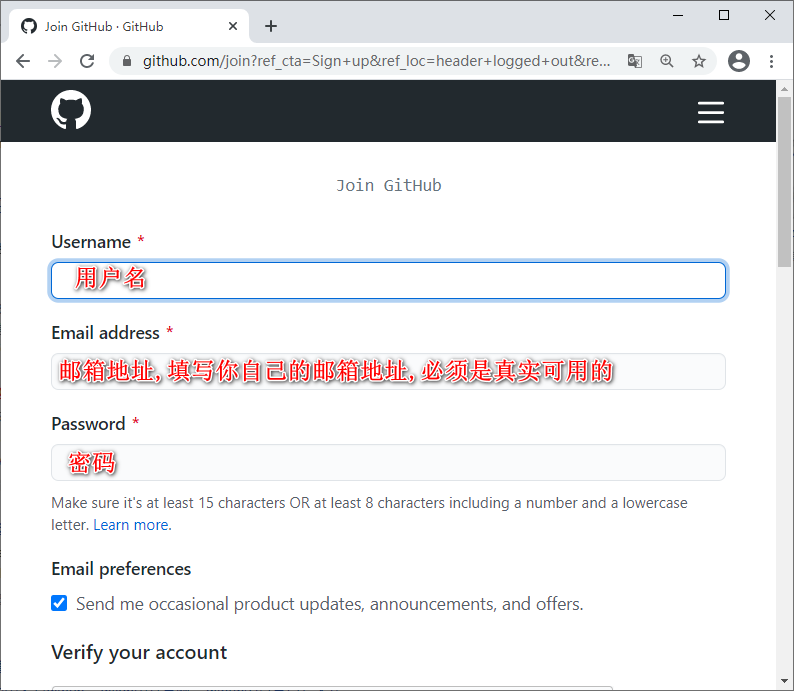 Join GitHub · GitHub
github.com/join?ref_cta=Sign+up&ref_loc=header+logged+out&re...
Join GitHub
Username *
用户名
Email address *
邮箱地址, 填写你自己的邮箱地址, 必须是真实可用的
Password *
密码
Make sure it's at least 15 characters OR at least 8 characters including a number and a lowercase
letter. Learn more.
Email preferences
Send me occasional product updates, announcements, and offers.
Verify your account